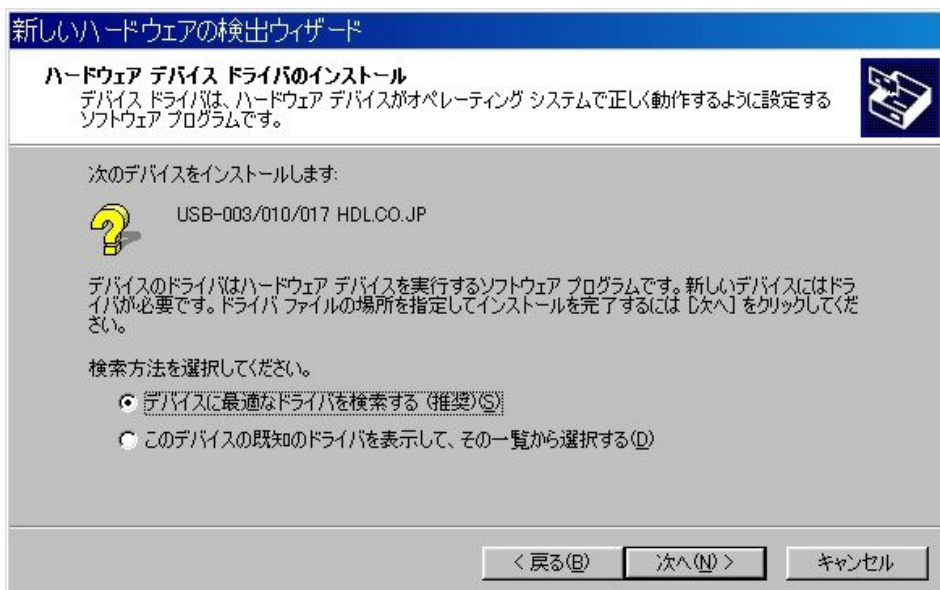 新しいハードウェアの検出ウィザード
ハードウェア デバイス ドライバのインストール
デバイス ドライバは、ハードウェア デバイスがオペレーティング システムで正しく動作するように設定する
ソフトウェア プログラムです。
次のデバイスをインストールします:
USB-003/010/017 HDL.CO.JP
デバイスのドライバはハードウェア デバイスを実行するソフトウェア プログラムです。新しいデバイスにはドラ
イバが必要です。ドライバ ファイルの場所を指定してインストールを完了するには [次へ] をクリックしてくだ
さい。
検索方法を選択してください。
デバイスに最適なドライバを検索する (推奨)(S)
このデバイスの既知のドライバを表示して、その一覧から選択する(D)
< 戻る(B)
次へ(N) >
キャンセル